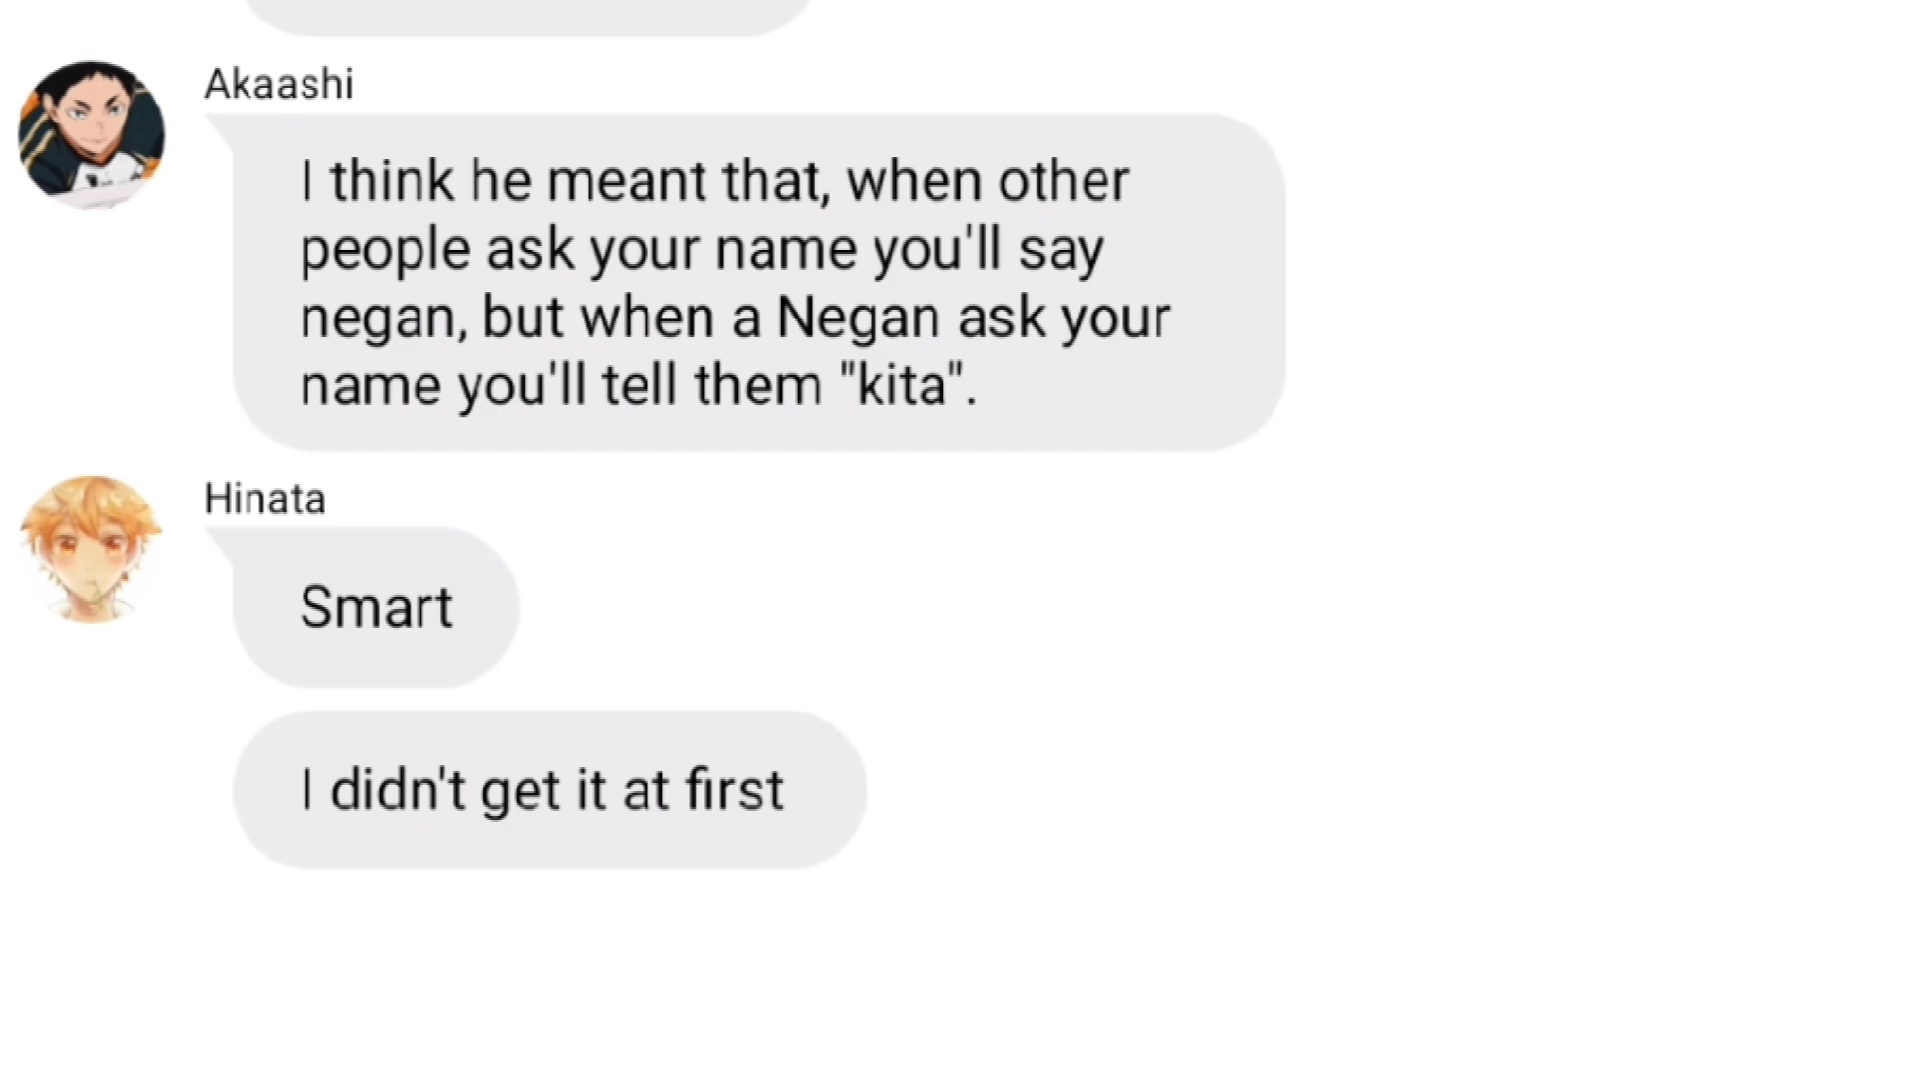 Akaashi
I think he meant that, when other
people ask your name you'll say
negan, but when a Negan ask your
name you'll tell them "kita".
Hinata
Smart
I didn't get it at first